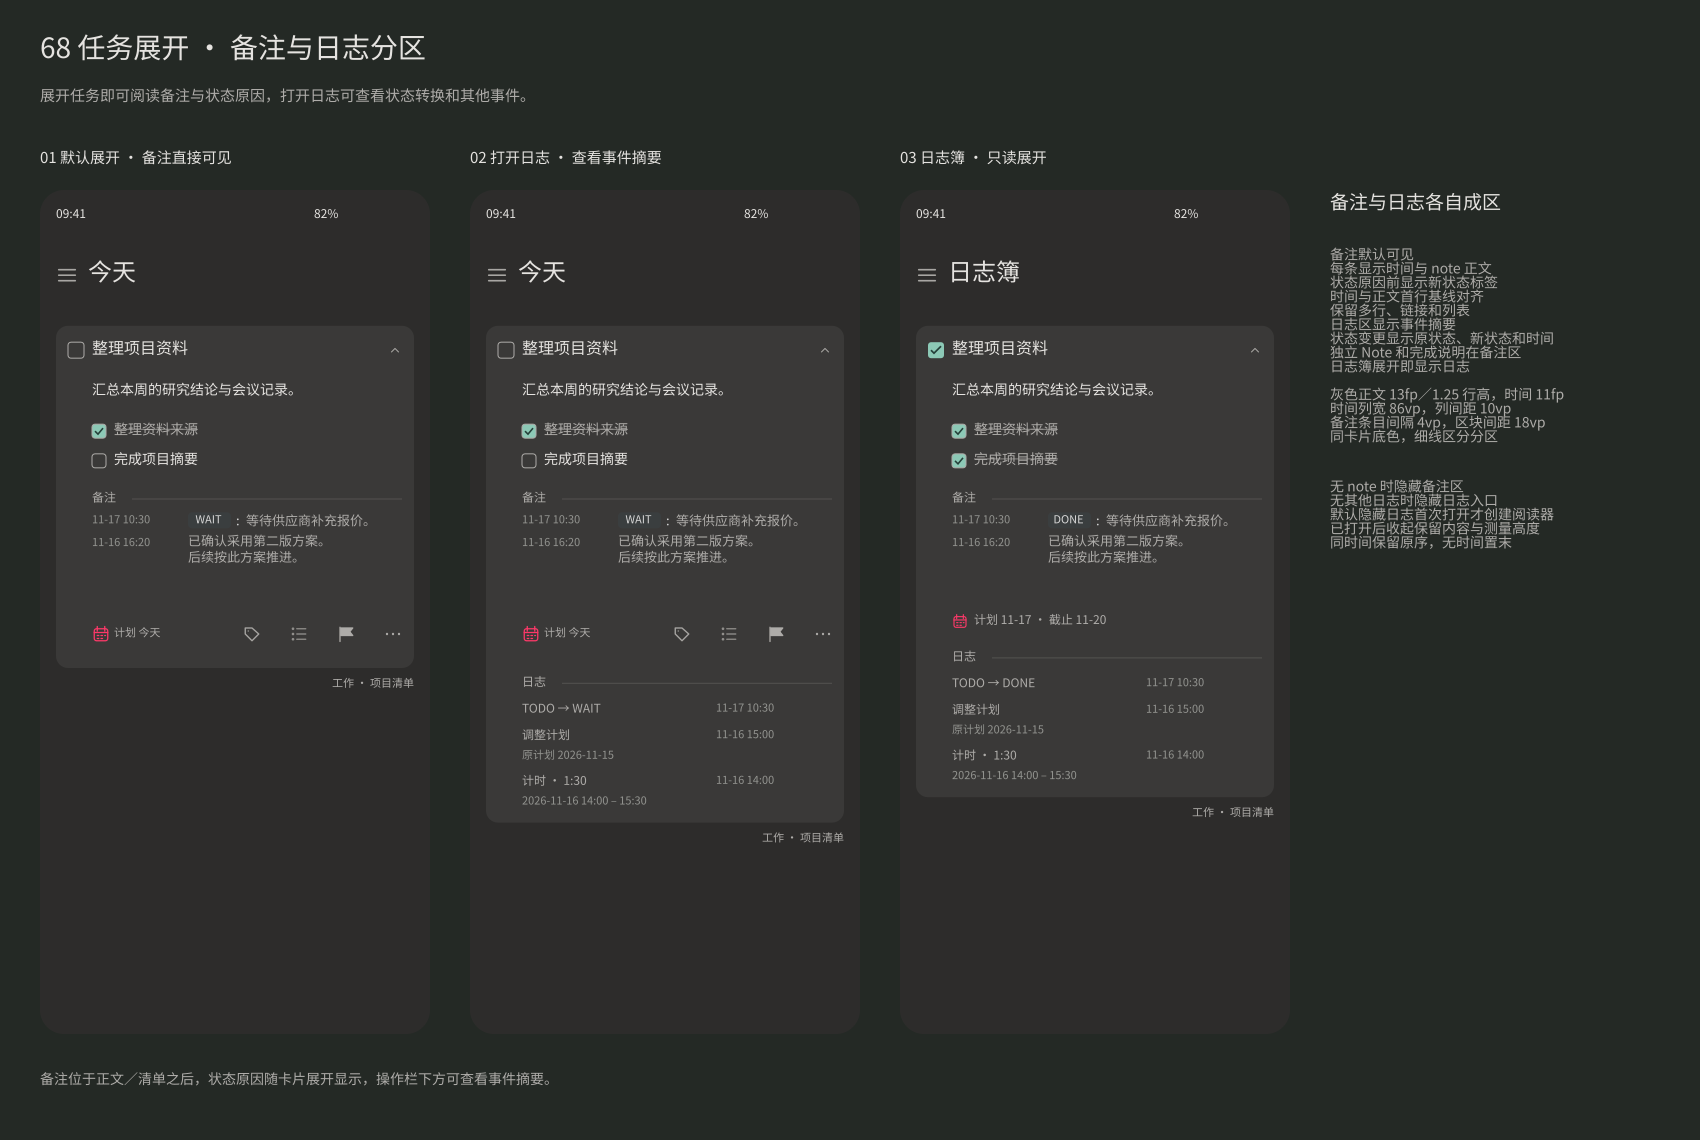 68 任务展开 · 备注与日志分区
展开任务即可阅读备注与状态原因，打开日志可查看状态转换和其他事件。
01 默认展开 · 备注直接可见
09:41
82%
今天
整理项目资料
汇总本周的研究结论与会议记录。
整理资料来源
完成项目摘要
备注
11-17 10:30 WAIT ：等待供应商补充报价。
11-16 16:20 已确认采用第二版方案。
后续按此方案推进。
计划 今天
工作 · 项目清单
02 打开日志 · 查看事件摘要
09:41
82%
今天
整理项目资料
汇总本周的研究结论与会议记录。
整理资料来源
完成项目摘要
备注
11-17 10:30 WAIT ：等待供应商补充报价。
11-16 16:20 已确认采用第二版方案。
后续按此方案推进。
计划 今天
日志
TODO → WAIT 11-17 10:30
调整计划 11-16 15:00
原计划 2026-11-15
计时 · 1:30 11-16 14:00
2026-11-16 14:00 – 15:30
工作 · 项目清单
03 日志簿 · 只读展开
09:41
82%
日志簿
整理项目资料
汇总本周的研究结论与会议记录。
整理资料来源
完成项目摘要
备注
11-17 10:30 DONE ：等待供应商补充报价。
11-16 16:20 已确认采用第二版方案。
后续按此方案推进。
计划 11-17 · 截止 11-20
日志
TODO → DONE 11-17 10:30
调整计划 11-16 15:00
原计划 2026-11-15
计时 · 1:30 11-16 14:00
2026-11-16 14:00 – 15:30
工作 · 项目清单
备注与日志各自成区
备注默认可见
每条显示时间与 note 正文
状态原因前显示新状态标签
时间与正文首行基线对齐
保留多行、链接和列表
日志区显示事件摘要
状态变更显示原状态、新状态和时间
独立 Note 和完成说明在备注区
日志簿展开即显示日志
灰色正文 13fp／1.25 行高，时间 11fp
时间列宽 86vp，列间距 10vp
备注条目间隔 4vp，区块间距 18vp
同卡片底色，细线区分分区
无 note 时隐藏备注区
无其他日志时隐藏日志入口
默认隐藏日志首次打开才创建阅读器
已打开后收起保留内容与测量高度
同时间保留原序，无时间置末
备注位于正文／清单之后，状态原因随卡片展开显示，操作栏下方可查看事件摘要。